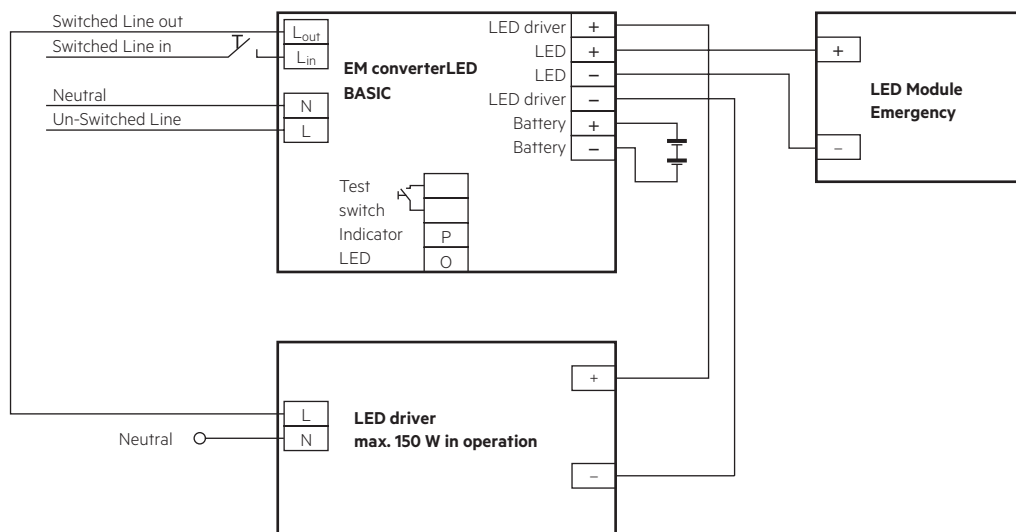 Switched Line out
Switched Line in
Neutral
Un-Switched Line
Lout
Lin
N
L
EM converterLED
BASIC
LED driver +
LED +
LED –
LED driver –
Battery +
Battery –
Test
switch
Indicator P
LED O
+
–
LED Module
Emergency
L
N
Neutral
LED driver
max. 150 W in operation
+
–